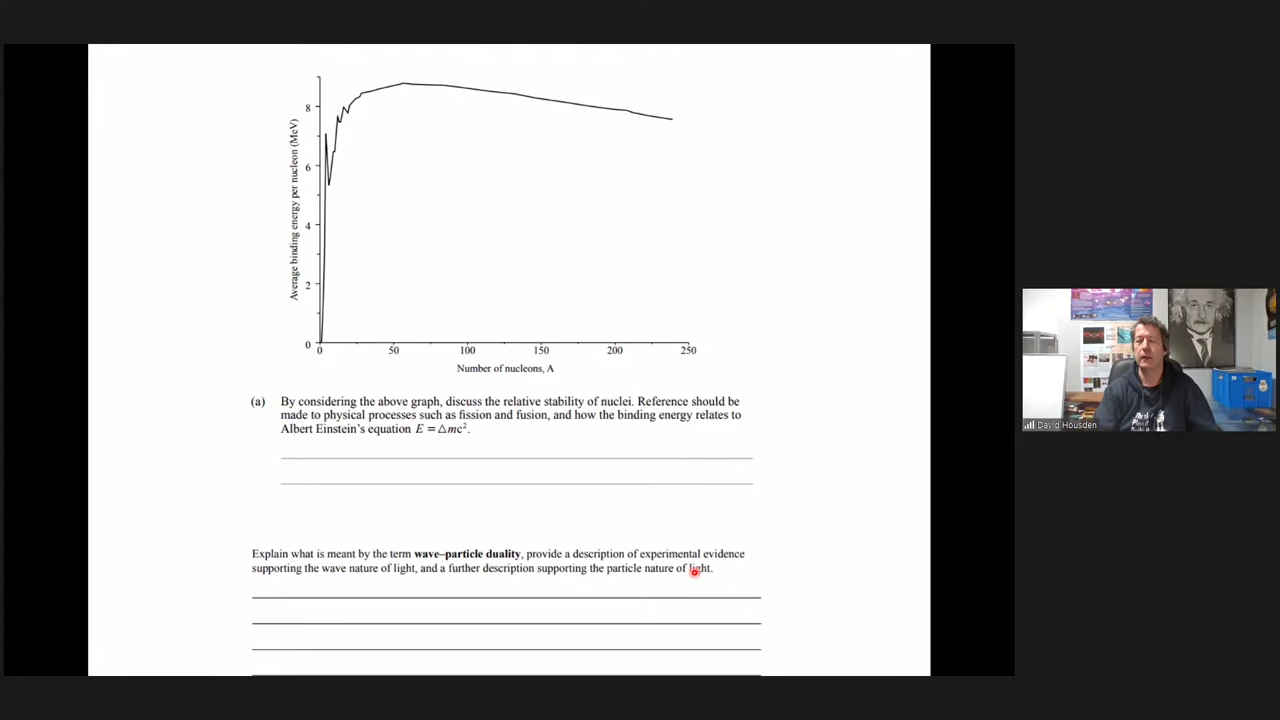 8
6
4
2
0
Average binding energy per nucleon (MeV)
0 50 100 150 200 250
Number of nucleons, A
(a) By considering the above graph, discuss the relative stability of nuclei. Reference should be
made to physical processes such as fission and fusion, and how the binding energy relates to
Albert Einstein's equation E = △mc².
Explain what is meant by the term wave–particle duality, provide a description of experimental evidence
supporting the wave nature of light, and a further description supporting the particle nature of light.
David Housden